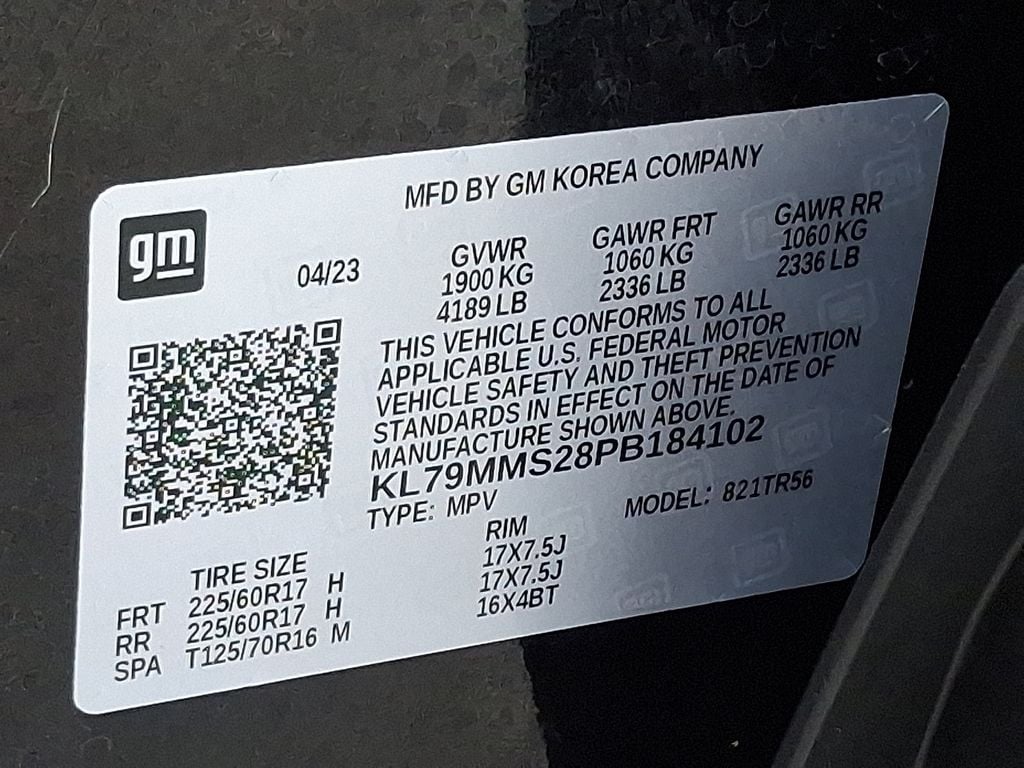 MFD BY GM KOREA COMPANY
gm
04/23
GVWR
1900 KG
4189 LB
GAWR FRT
1060 KG
2336 LB
GAWR RR
1060 KG
2336 LB
THIS VEHICLE CONFORMS TO ALL
APPLICABLE U.S. FEDERAL MOTOR
VEHICLE SAFETY AND THEFT PREVENTION
STANDARDS IN EFFECT ON THE DATE OF
MANUFACTURE SHOWN ABOVE.
KL79MMS28PB184102
TYPE: MPV
MODEL: 821TR56
TIRE SIZE
RIM
FRT 225/60R17 H 17X7.5J
RR 225/60R17 H 17X7.5J
SPA T125/70R16 M 16X4BT